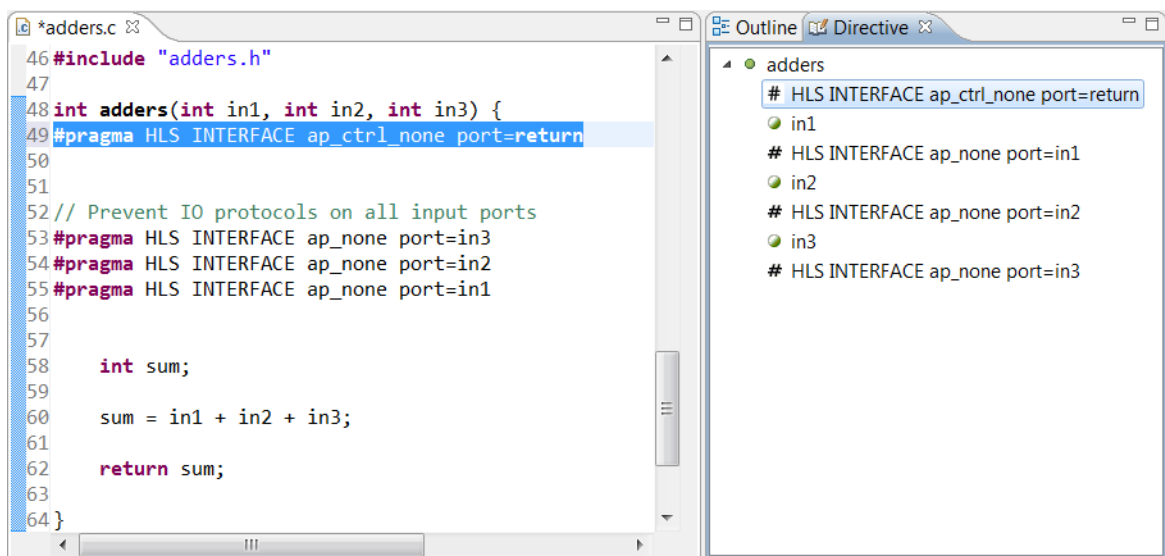 *adders.c
46 #include "adders.h"
47
48 int adders(int in1, int in2, int in3) {
49 #pragma HLS INTERFACE ap_ctrl_none port=return
50
51
52 // Prevent IO protocols on all input ports
53 #pragma HLS INTERFACE ap_none port=in3
54 #pragma HLS INTERFACE ap_none port=in2
55 #pragma HLS INTERFACE ap_none port=in1
56
57
58     int sum;
59
60     sum = in1 + in2 + in3;
61
62     return sum;
63
64 }
Outline Directive
adders
# HLS INTERFACE ap_ctrl_none port=return
in1
# HLS INTERFACE ap_none port=in1
in2
# HLS INTERFACE ap_none port=in2
in3
# HLS INTERFACE ap_none port=in3